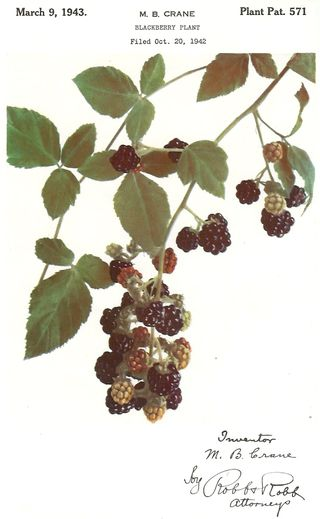 March 9, 1943.
M. B. CRANE
Plant Pat. 571
BLACKBERRY PLANT
Filed Oct. 20, 1942
Inventor
M. B. Crane
by Robb & Robb
Attorneys